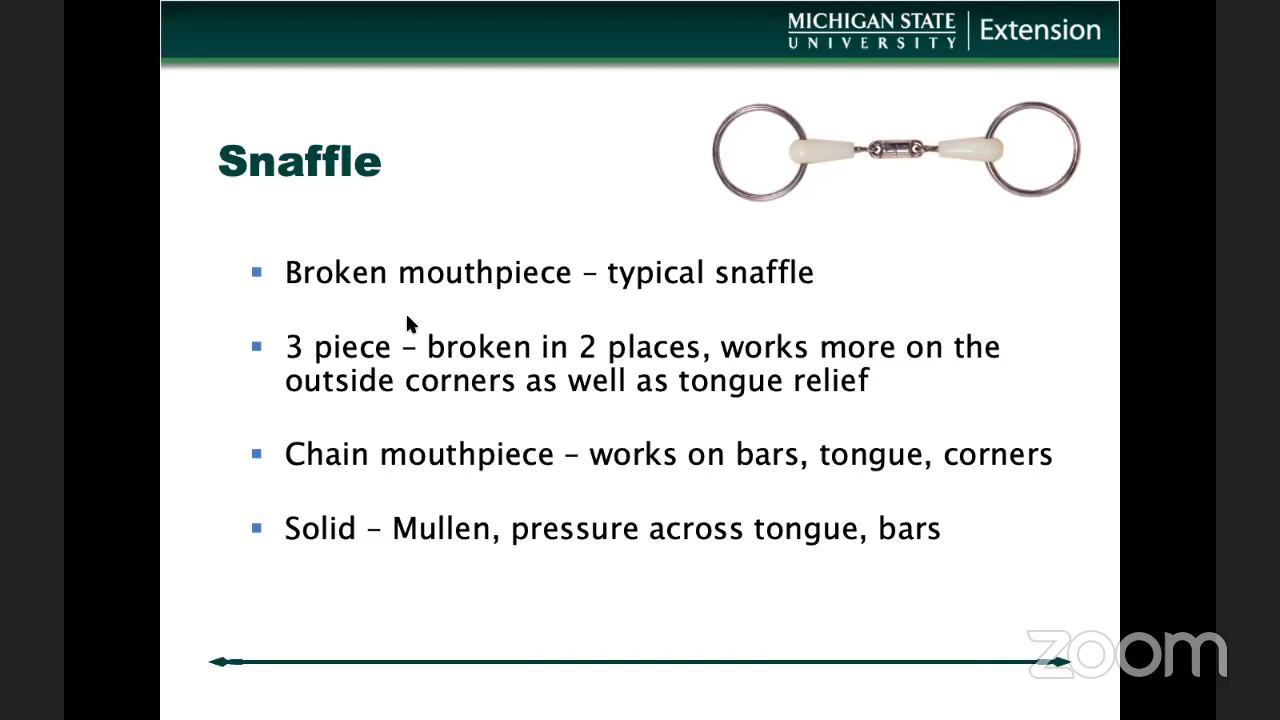 MICHIGAN STATE
UNIVERSITY
Extension
Snaffle
Broken mouthpiece – typical snaffle
3 piece – broken in 2 places, works more on the
outside corners as well as tongue relief
Chain mouthpiece – works on bars, tongue, corners
Solid – Mullen, pressure across tongue, bars
zoom